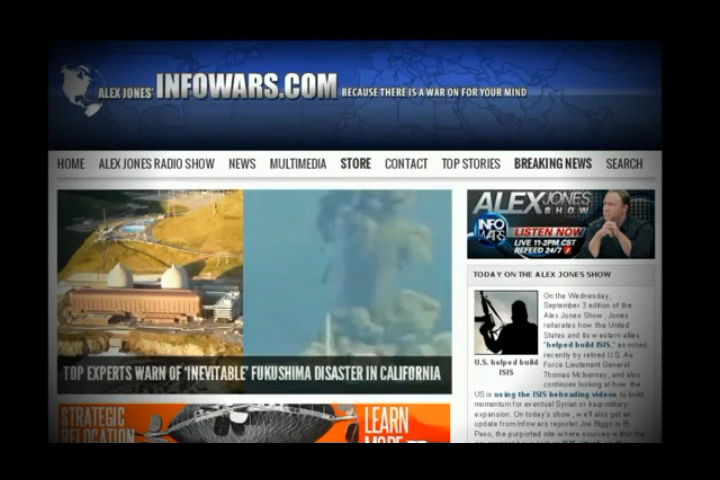 ALEX JONES' INFOWARS.COM BECAUSE THERE IS A WAR ON FOR YOUR MIND
HOME ALEX JONES RADIO SHOW NEWS MULTIMEDIA STORE CONTACT TOP STORIES BREAKING NEWS SEARCH
ALEX JONES
SHOW
INFO
WARS
LISTEN NOW
LIVE 11-2PM CST
REFEED 24/7
TOP EXPERTS WARN OF 'INEVITABLE' FUKUSHIMA DISASTER IN CALIFORNIA
STRATEGIC
RELOCATION
LEARN
MORE
TODAY ON THE ALEX JONES SHOW
U.S. helped build
ISIS
On the Wednesday,
September 3 edition of the
Alex Jones Show, Jones
reiterates how the United
States and its western allies
"helped build ISIS," as noted
recently by retired U.S. Air
Force Lieutenant General
Thomas McInerney, and also
continues looking at how the
US is using the ISIS beheading videos to build
momentum for eventual Syrian or Iraqi military
expansion. On today's show, we'll also get an
update from Infowars reporter Joe Biggs in El
Paso, the purported site where sources within the